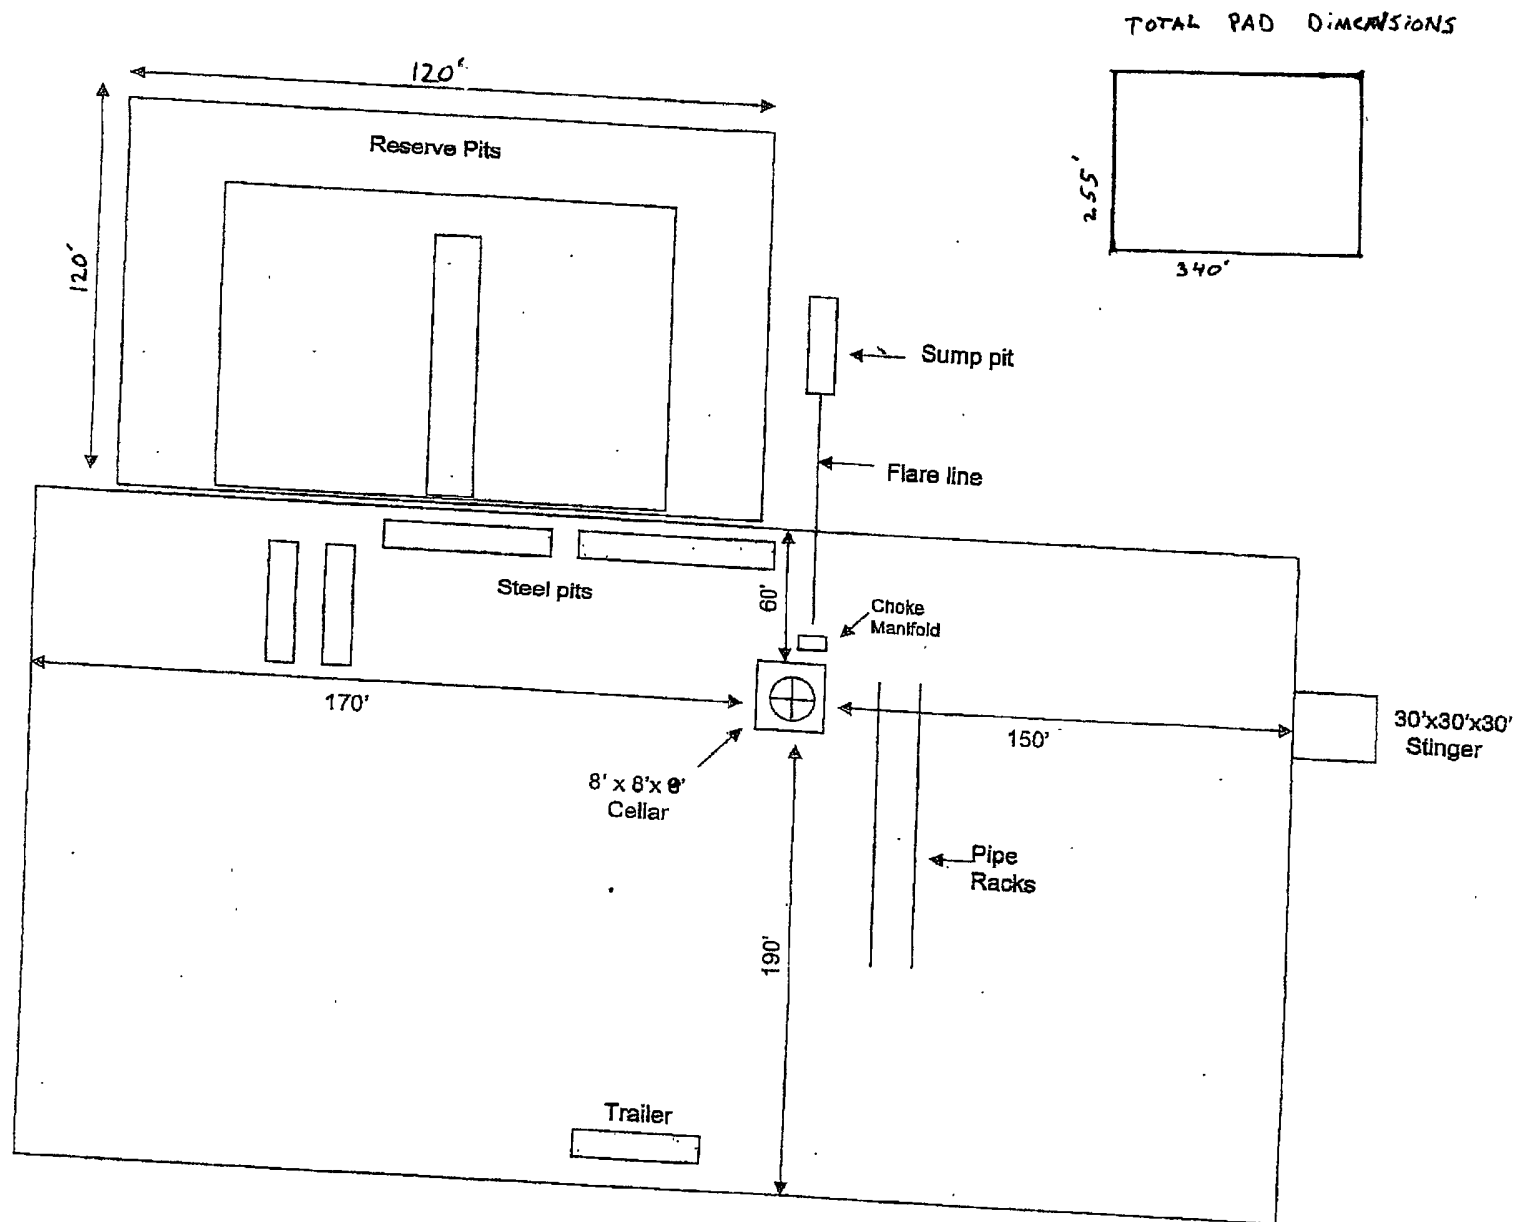 TOTAL PAD DIMENSIONS
120'
Reserve Pits
120'
255'
340'
Sump pit
Flare line
Steel pits
60'
Choke
Manifold
170'
150'
30'x30'x30'
Stinger
8' x 8'x
Cellar
Pipe
Racks
190'
Trailer